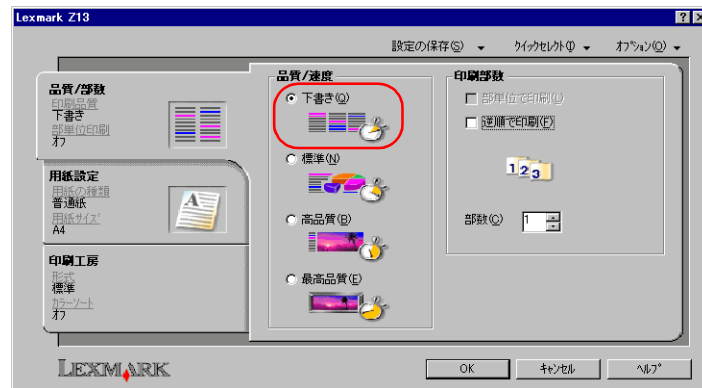 Lexmark Z13
設定の保存(S)
クイックセレクト(I)
オプション(O)
品質/部数
印刷品質
下書き
部単位印刷
オフ
用紙設定
用紙の種類
普通紙
用紙サイズ
A4
印刷工房
形式
標準
カラーソート
オフ
品質/速度
下書き(Q)
標準(N)
高品質(B)
最高品質(E)
印刷部数
部単位で印刷(L)
逆順で印刷(F)
1 2 3
部数(C)
1
LEXMARK
OK
キャンセル
ヘルプ